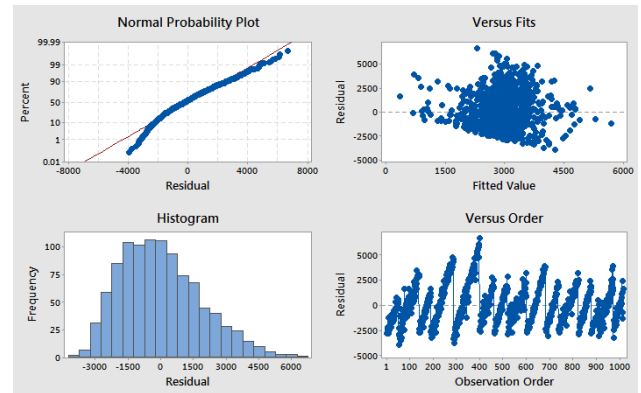 Normal Probability Plot
99.99
99
90
50
10
1
0.01
Percent
-8000 -4000 0 4000 8000
Residual
Versus Fits
5000
2500
0
-2500
-5000
Residual
0 1500 3000 4500 6000
Fitted Value
Histogram
100
75
50
25
0
Frequency
-3000 -1500 0 1500 3000 4500 6000
Residual
Versus Order
5000
2500
0
-2500
-5000
Residual
1 100 200 300 400 500 600 700 800 900 1000
Observation Order